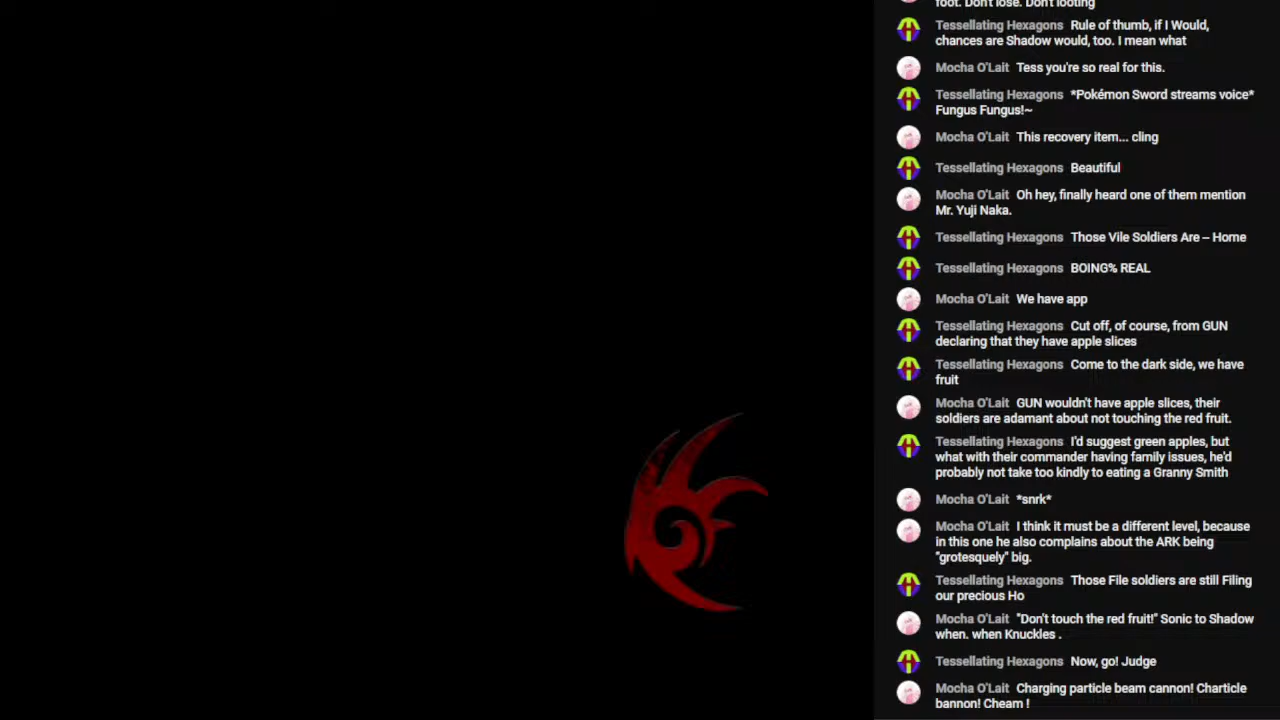 foot. Don't lose. Don't looting
Tessellating Hexagons Rule of thumb, if I Would,
chances are Shadow would, too. I mean what
Mocha O'Lait Tess you're so real for this.
Tessellating Hexagons *Pokémon Sword streams voice*
Fungus Fungus!~
Mocha O'Lait This recovery item... cling
Tessellating Hexagons Beautiful
Mocha O'Lait Oh hey, finally heard one of them mention
Mr. Yuji Naka.
Tessellating Hexagons Those Vile Soldiers Are – Home
Tessellating Hexagons BOING% REAL
Mocha O'Lait We have app
Tessellating Hexagons Cut off, of course, from GUN
declaring that they have apple slices
Tessellating Hexagons Come to the dark side, we have
fruit
Mocha O'Lait GUN wouldn't have apple slices, their
soldiers are adamant about not touching the red fruit.
Tessellating Hexagons I'd suggest green apples, but
what with their commander having family issues, he'd
probably not take too kindly to eating a Granny Smith
Mocha O'Lait *snrk*
Mocha O'Lait I think it must be a different level, because
in this one he also complains about the ARK being
"grotesquely" big.
Tessellating Hexagons Those File soldiers are still Filing
our precious Ho
Mocha O'Lait "Don't touch the red fruit!" Sonic to Shadow
when. when Knuckles .
Tessellating Hexagons Now, go! Judge
Mocha O'Lait Charging particle beam cannon! Charticle
bannon! Cheam !